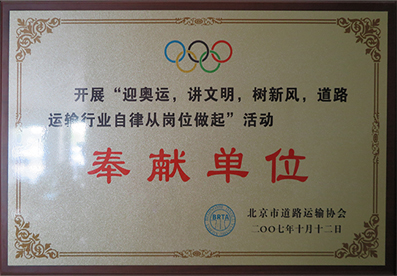 开展“迎奥运，讲文明，树新风，道路
运输行业自律从岗位做起”活动
奉献单位
北京市道路运输协会
二00七年十月十二日